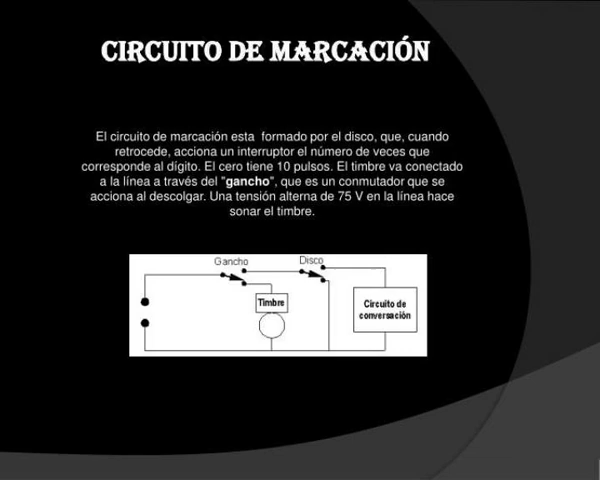 CIRCUITO DE MARCACIÓN
El circuito de marcación esta formado por el disco, que, cuando
retrocede, acciona un interruptor el número de veces que
corresponde al dígito. El cero tiene 10 pulsos. El timbre va conectado
a la línea a través del "gancho", que es un conmutador que se
acciona al descolgar. Una tensión alterna de 75 V en la línea hace
sonar el timbre.
Gancho
Disco
Timbre
Circuito de
conversación